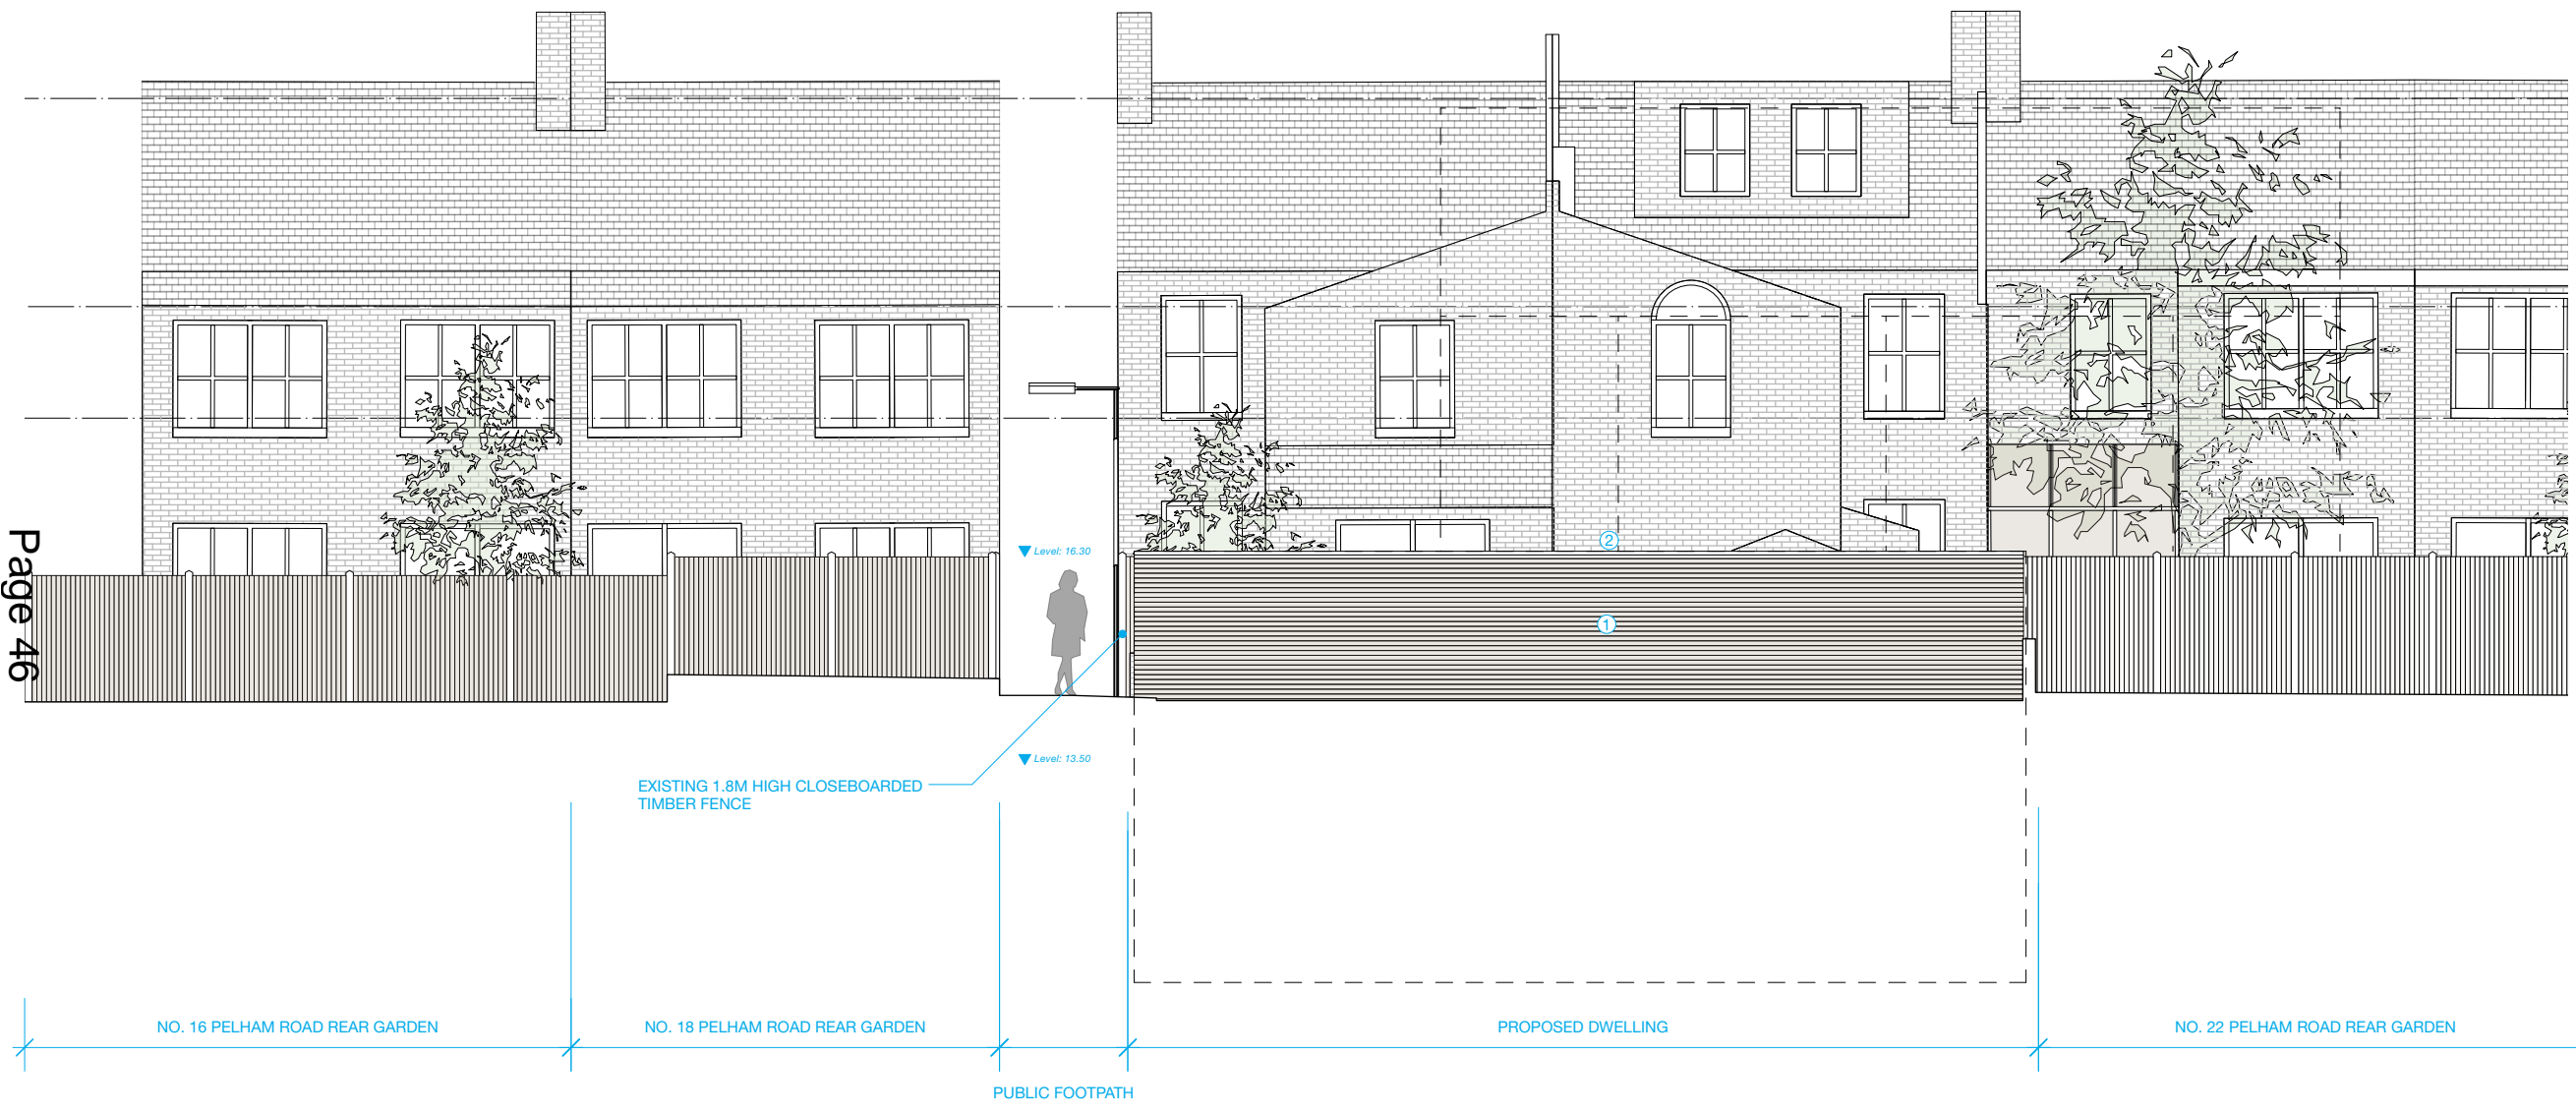 Page 46
Level: 16.30
2
1
Level: 13.50
EXISTING 1.8M HIGH CLOSEBOARDED
TIMBER FENCE
NO. 16 PELHAM ROAD REAR GARDEN
NO. 18 PELHAM ROAD REAR GARDEN
PROPOSED DWELLING
NO. 22 PELHAM ROAD REAR GARDEN
PUBLIC FOOTPATH